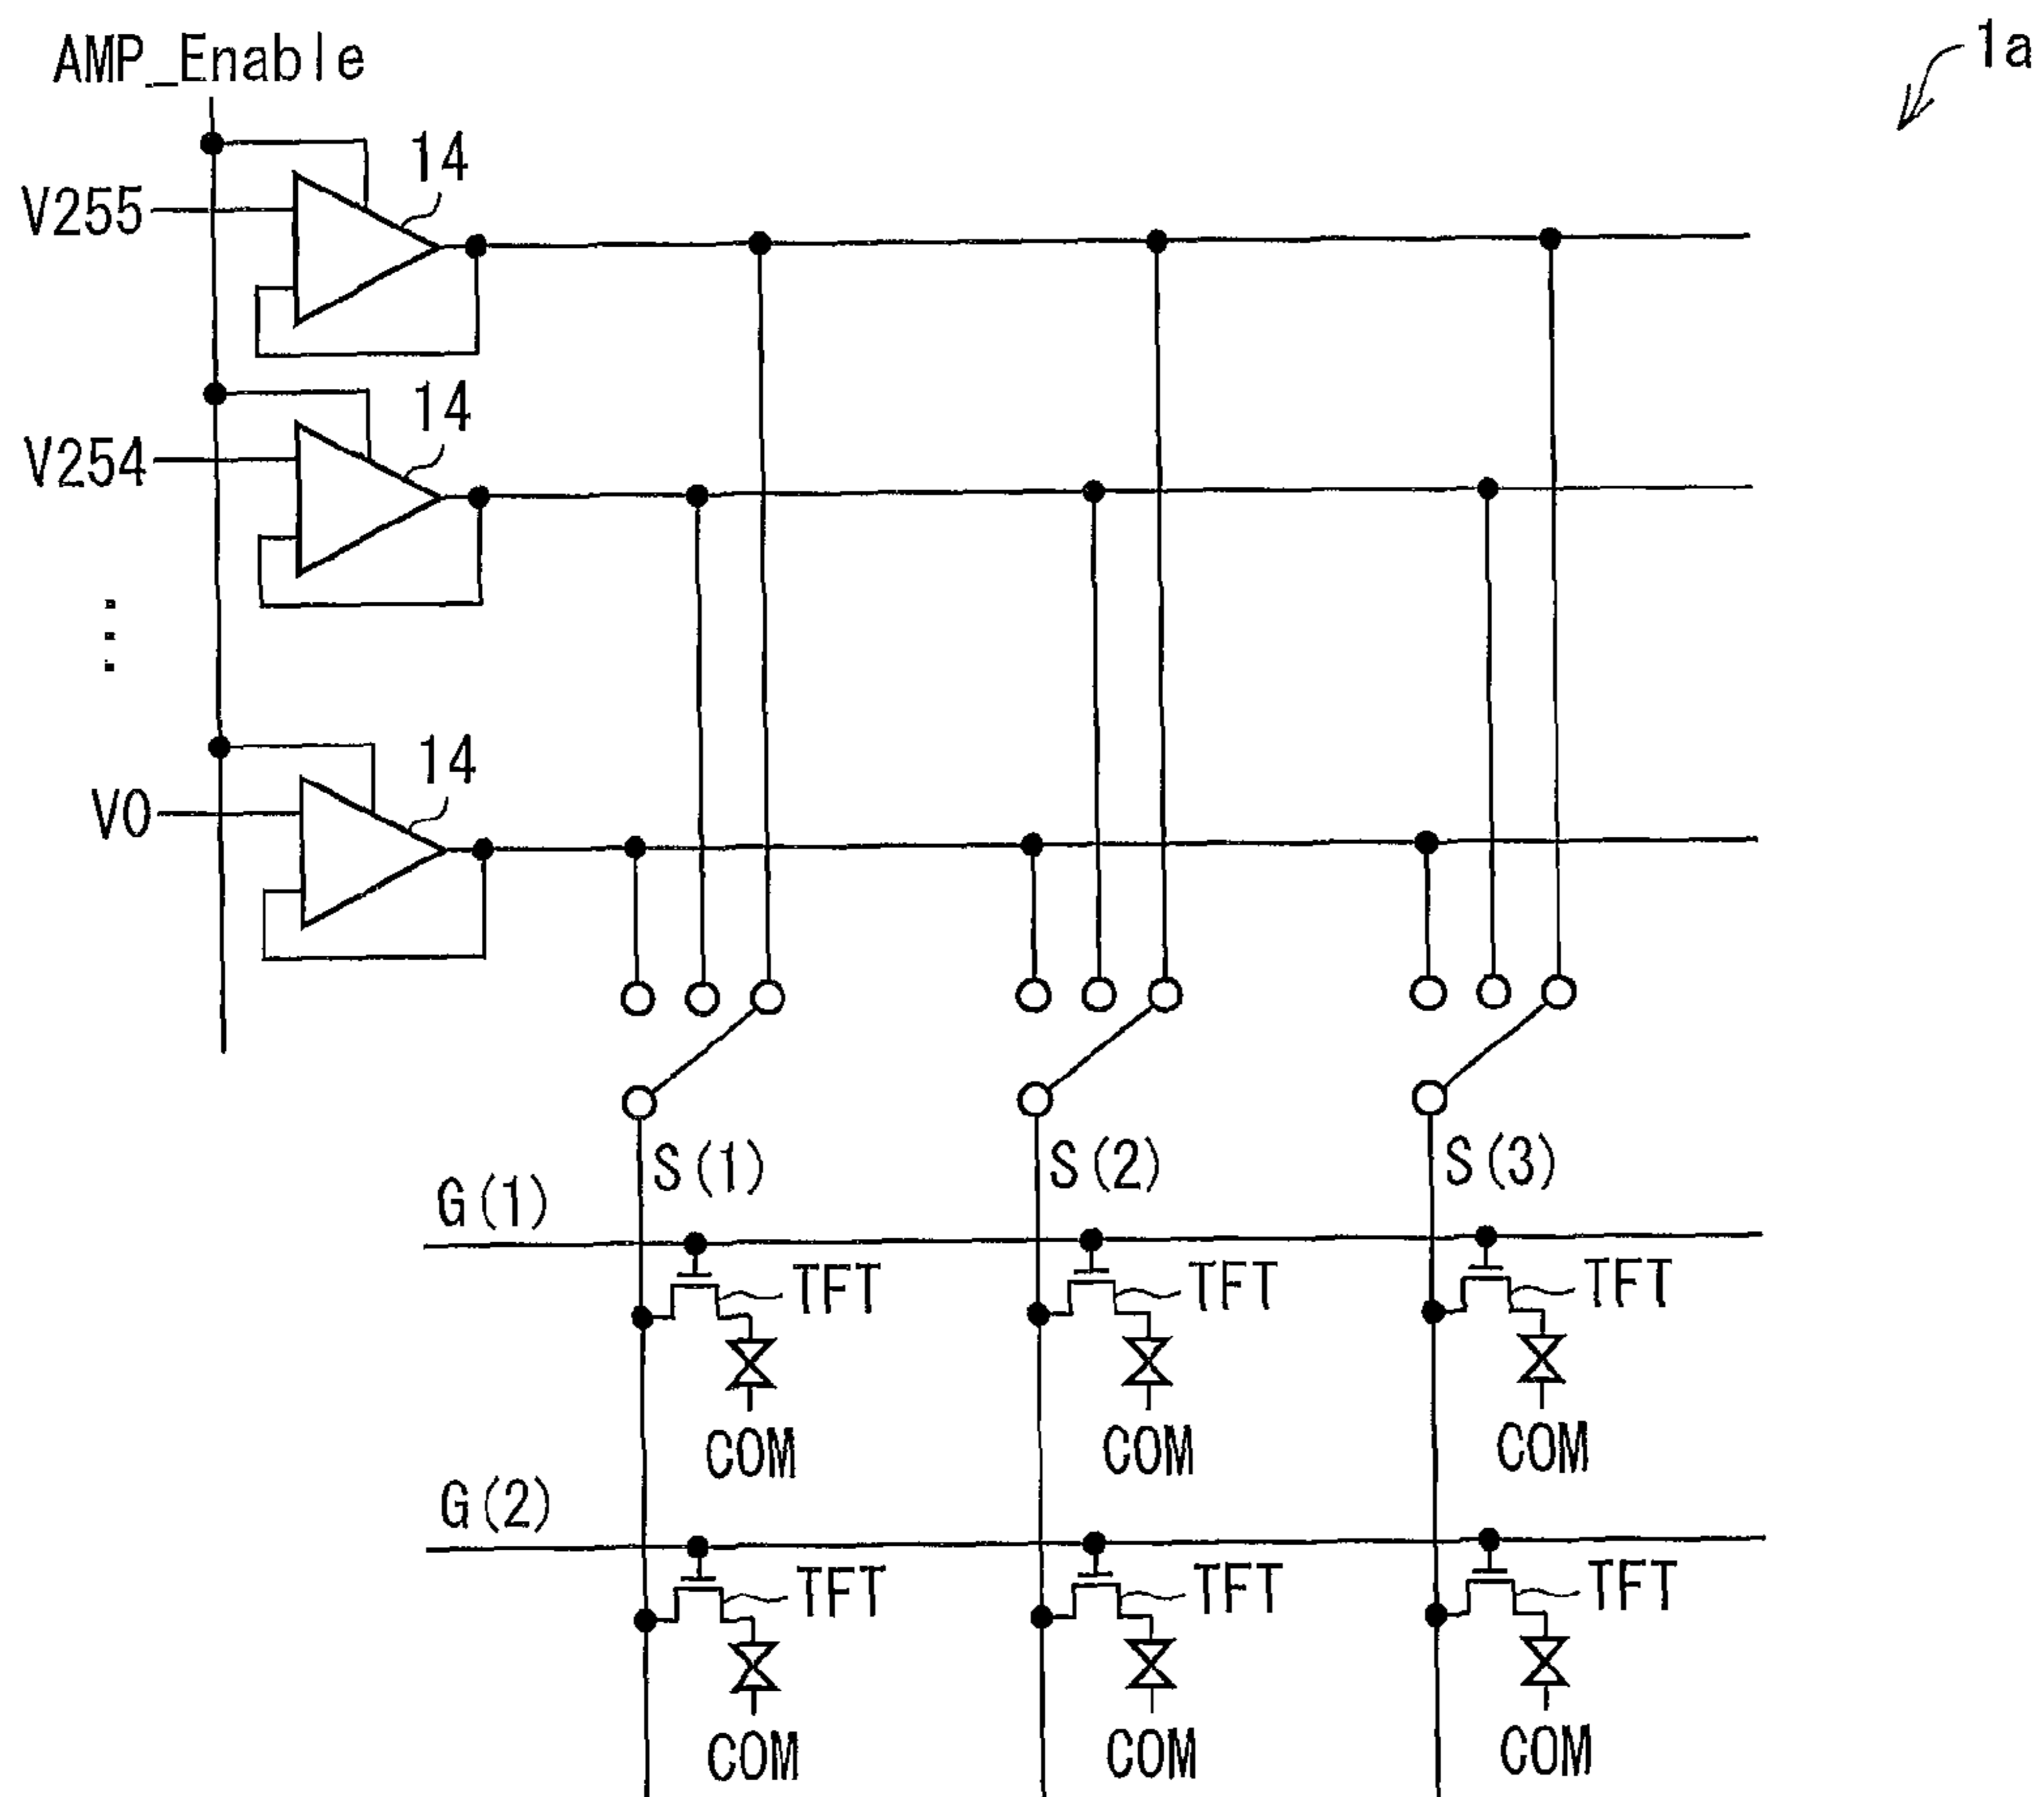 AMP_Enable
1a
14
V255
14
V254
14
V0
S(1) S(2) S(3)
G(1)
TFT TFT TFT
COM COM COM
G(2)
TFT TFT TFT
COM COM COM